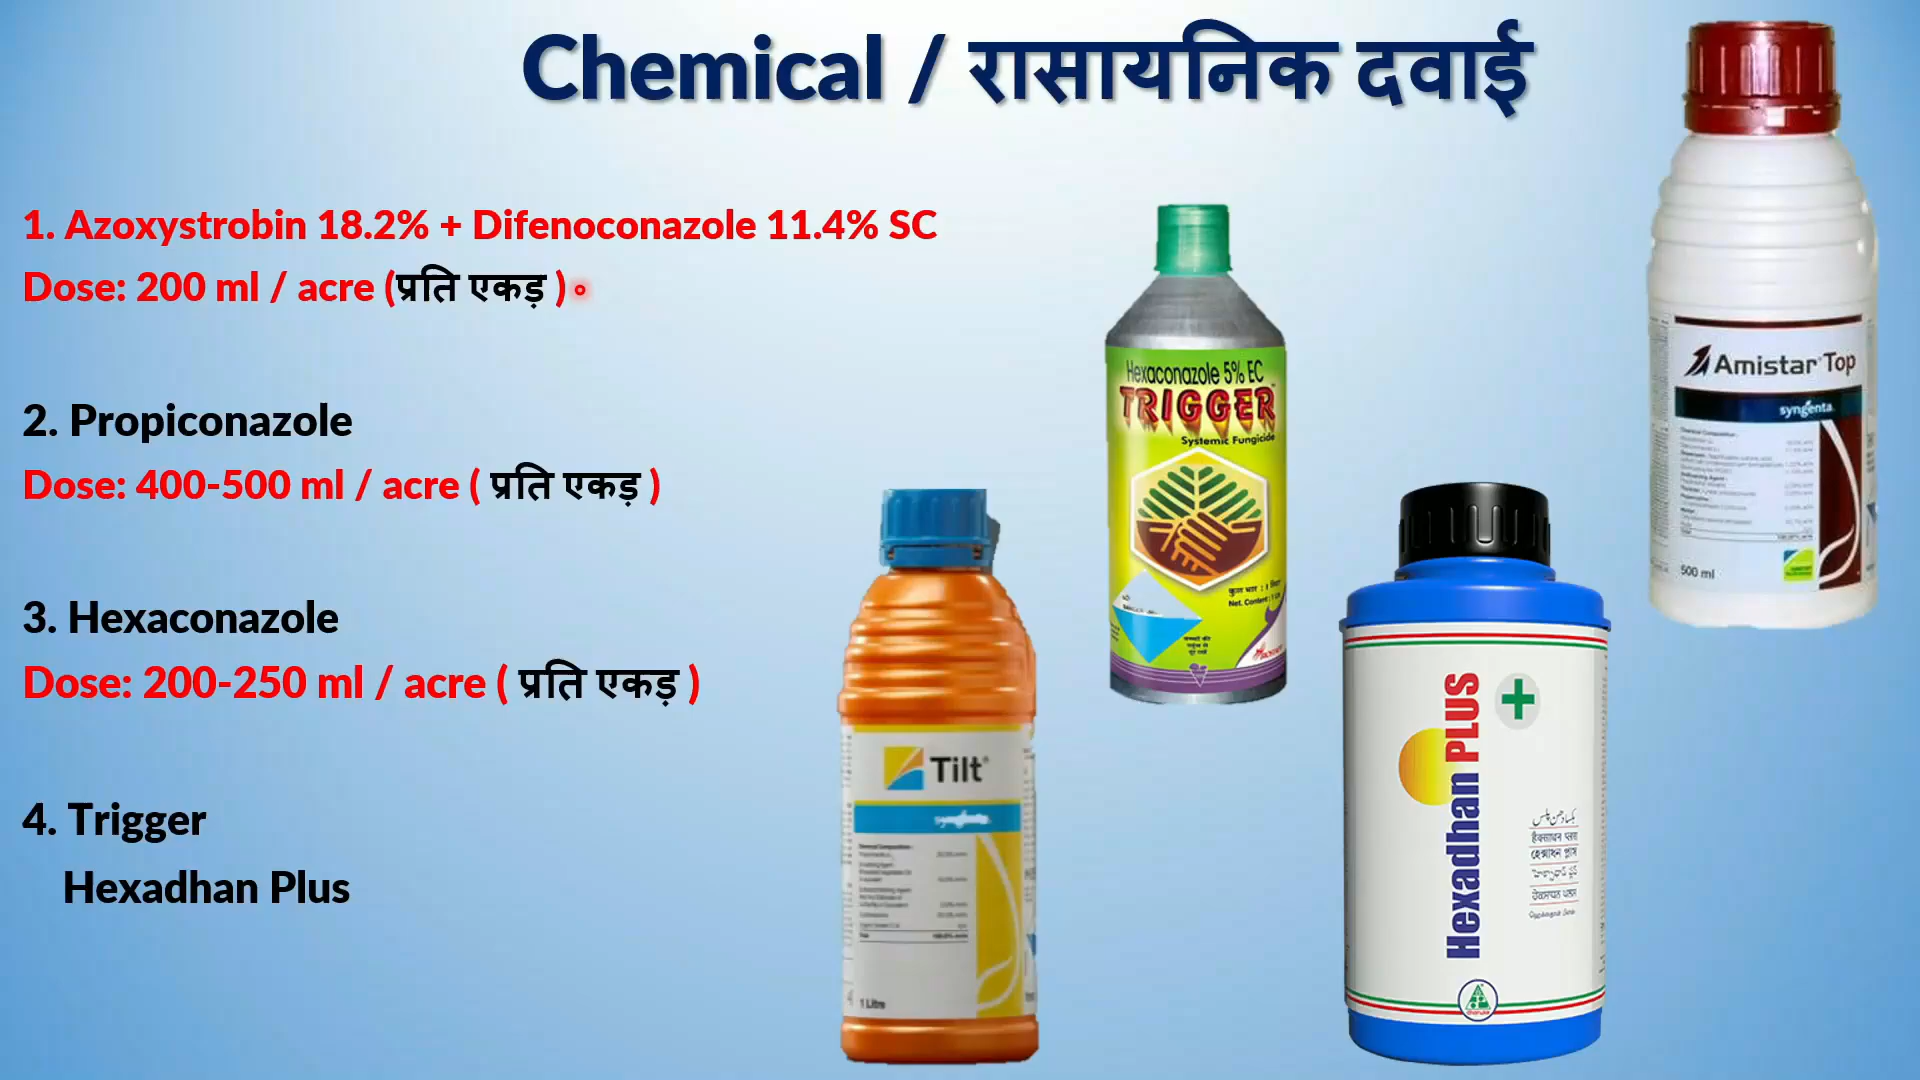 Chemical / रासायनिक दवाई
1. Azoxystrobin 18.2% + Difenoconazole 11.4% SC
Dose: 200 ml / acre (प्रति एकड़ )
2. Propiconazole
Dose: 400-500 ml / acre ( प्रति एकड़ )
3. Hexaconazole
Dose: 200-250 ml / acre ( प्रति एकड़ )
4. Trigger
Hexadhan Plus
Tilt
1 Litre
Hexaconazole 5% EC
TRIGGER
Systemic Fungicide
Hexadhan PLUS
Amistar Top
syngenta
500 ml